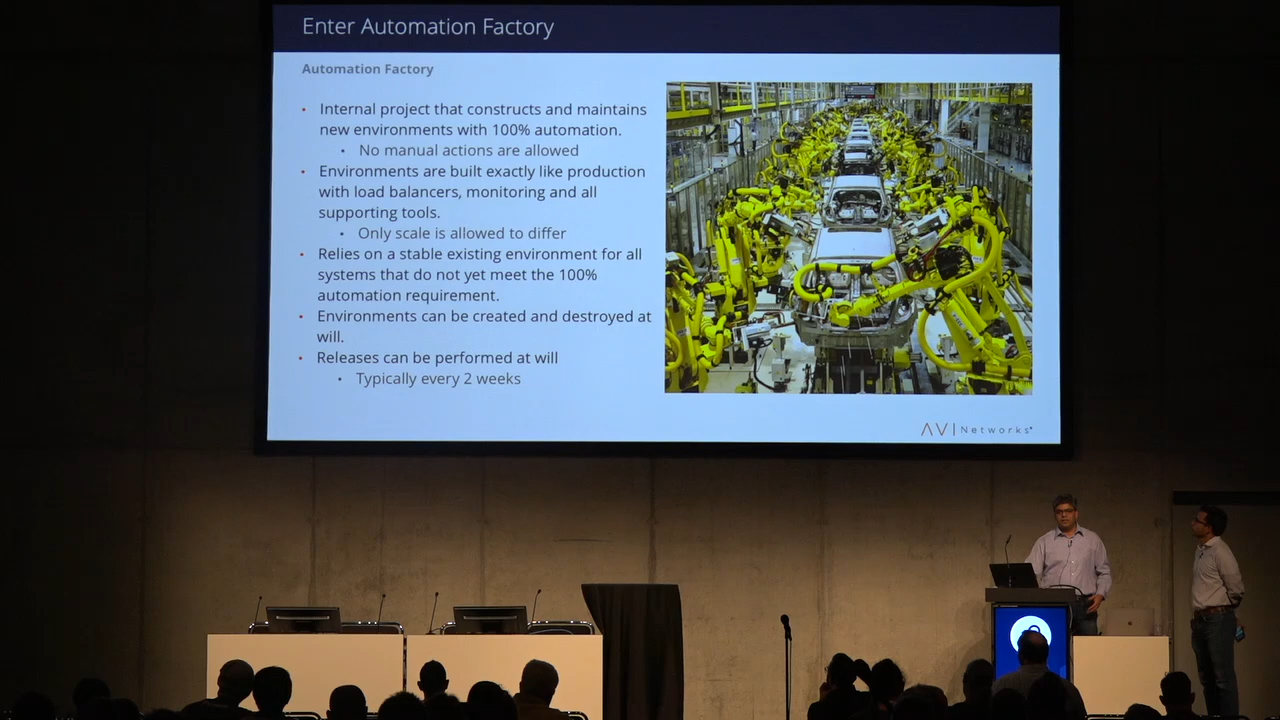 Enter Automation Factory
Automation Factory
• Internal project that constructs and maintains
new environments with 100% automation.
• No manual actions are allowed
• Environments are built exactly like production
with load balancers, monitoring and all
supporting tools.
• Only scale is allowed to differ
• Relies on a stable existing environment for all
systems that do not yet meet the 100%
automation requirement.
• Environments can be created and destroyed at
will.
• Releases can be performed at will
• Typically every 2 weeks
AVI Networks